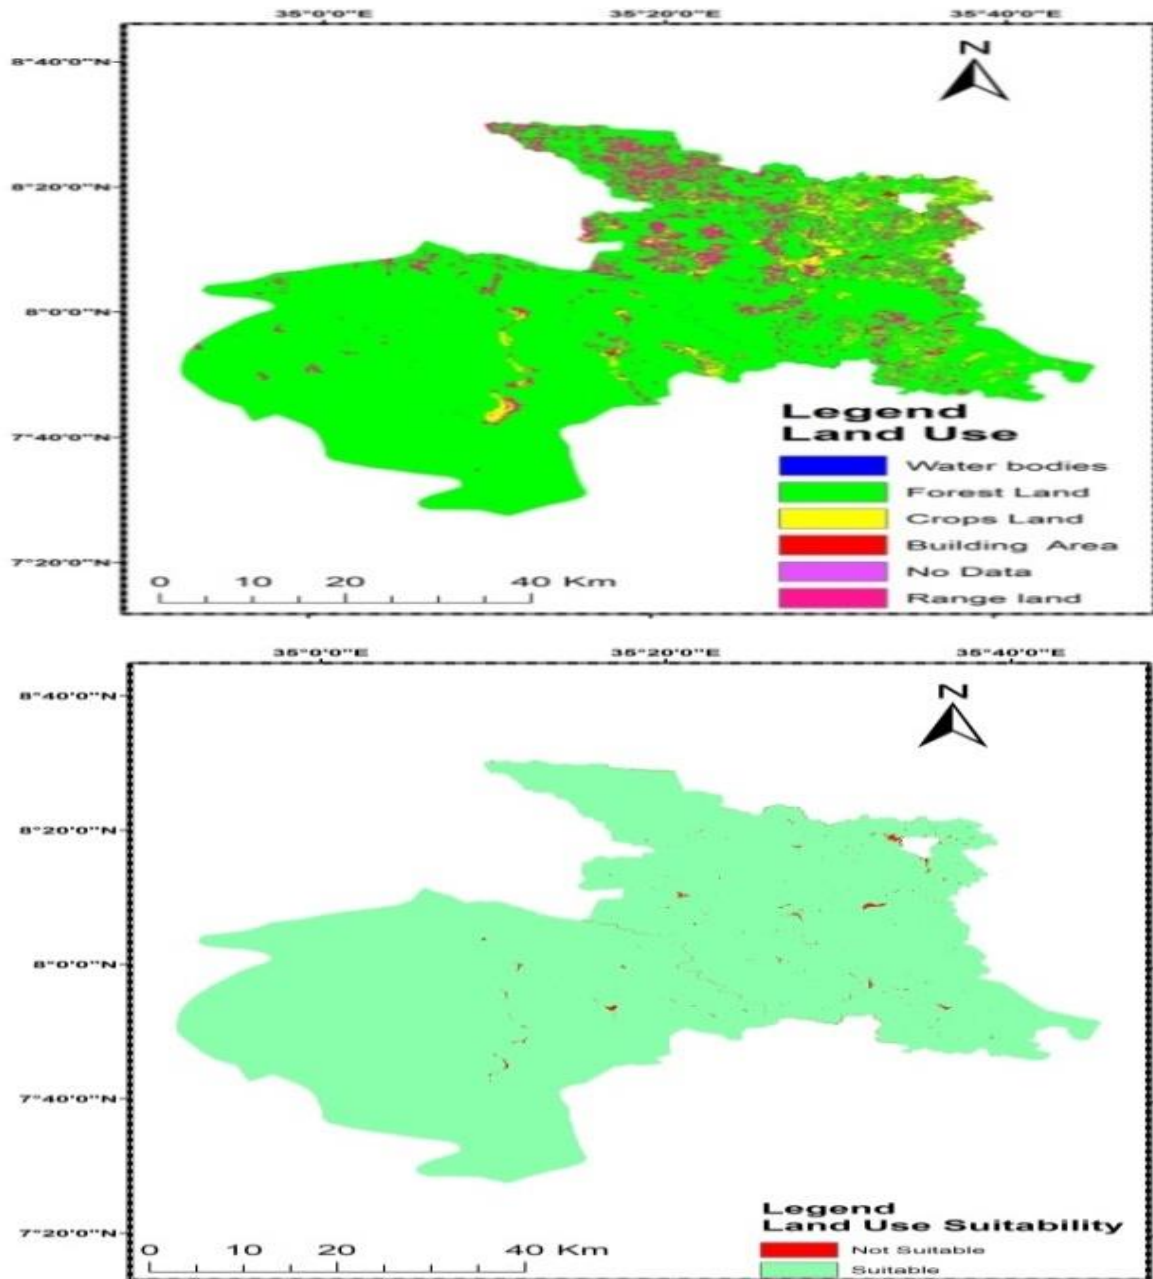 35°0'0"E 35°20'0"E 35°40'0"E
N
8°40'0"N
8°20'0"N
8°0'0"N
7°40'0"N
7°20'0"N
Legend
Land Use
Water bodies
Forest Land
Crops Land
Building Area
No Data
Range land
0 10 20 40 Km
35°0'0"E 35°20'0"E 35°40'0"E
N
8°40'0"N
8°20'0"N
8°0'0"N
7°40'0"N
7°20'0"N
Legend
Land Use Suitability
Not Suitable
Suitable
0 10 20 40 Km